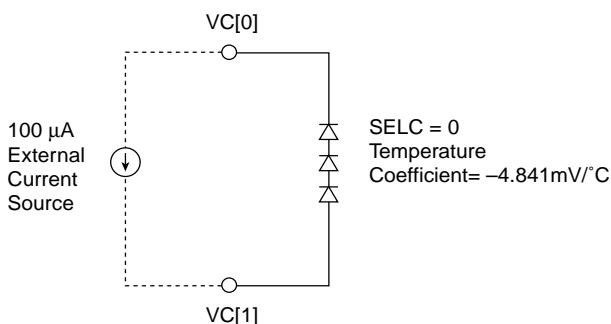 VC[0]
100 μA
External
Current
Source
SELC = 0
Temperature
Coefficient= –4.841mV/˚C
VC[1]